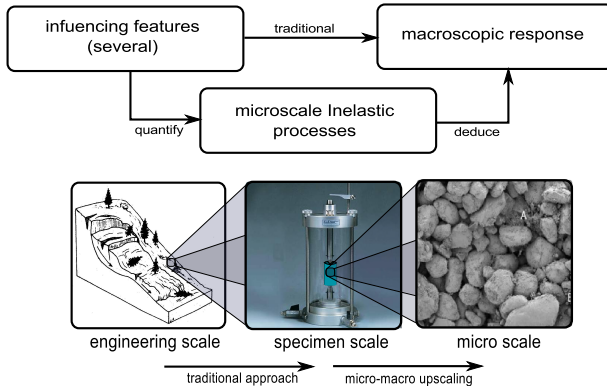 infuencing features
(several)
traditional
macroscopic response
quantify
microscale Inelastic
processes
deduce
A
engineering scale
specimen scale
micro scale
traditional approach
micro-macro upscaling